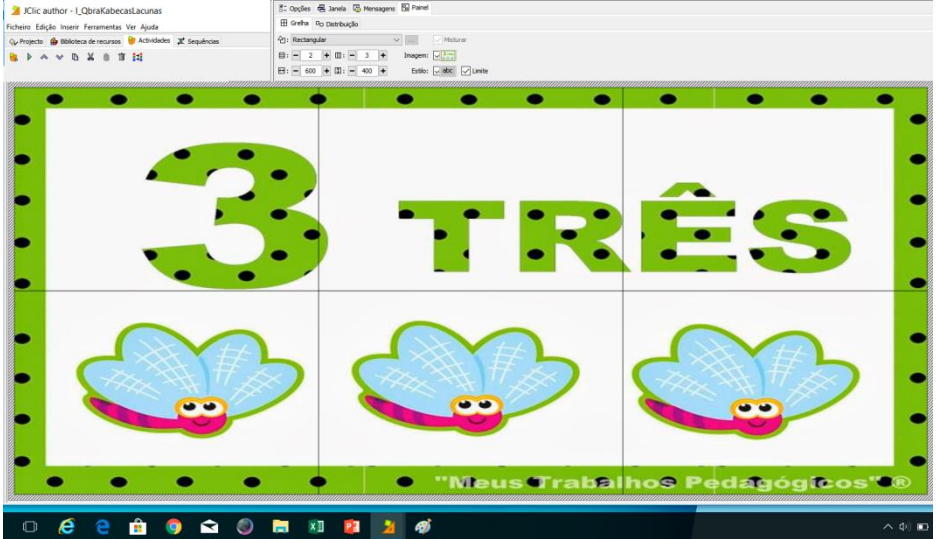 JClic author - I_QbraKabecasLacunas
Ficheiro Edição Inserir Ferramentas Ver Ajuda
Projecto Biblioteca de recursos Actividades Sequências
Opções Janela Mensagens Painel
Grelha Distribuição
Rectangular ... Misturar
2 3 Imagem:
600 400 Estilo: abc Limite
3 TRÊS
"Meus Trabalhos Pedagógicos" ®